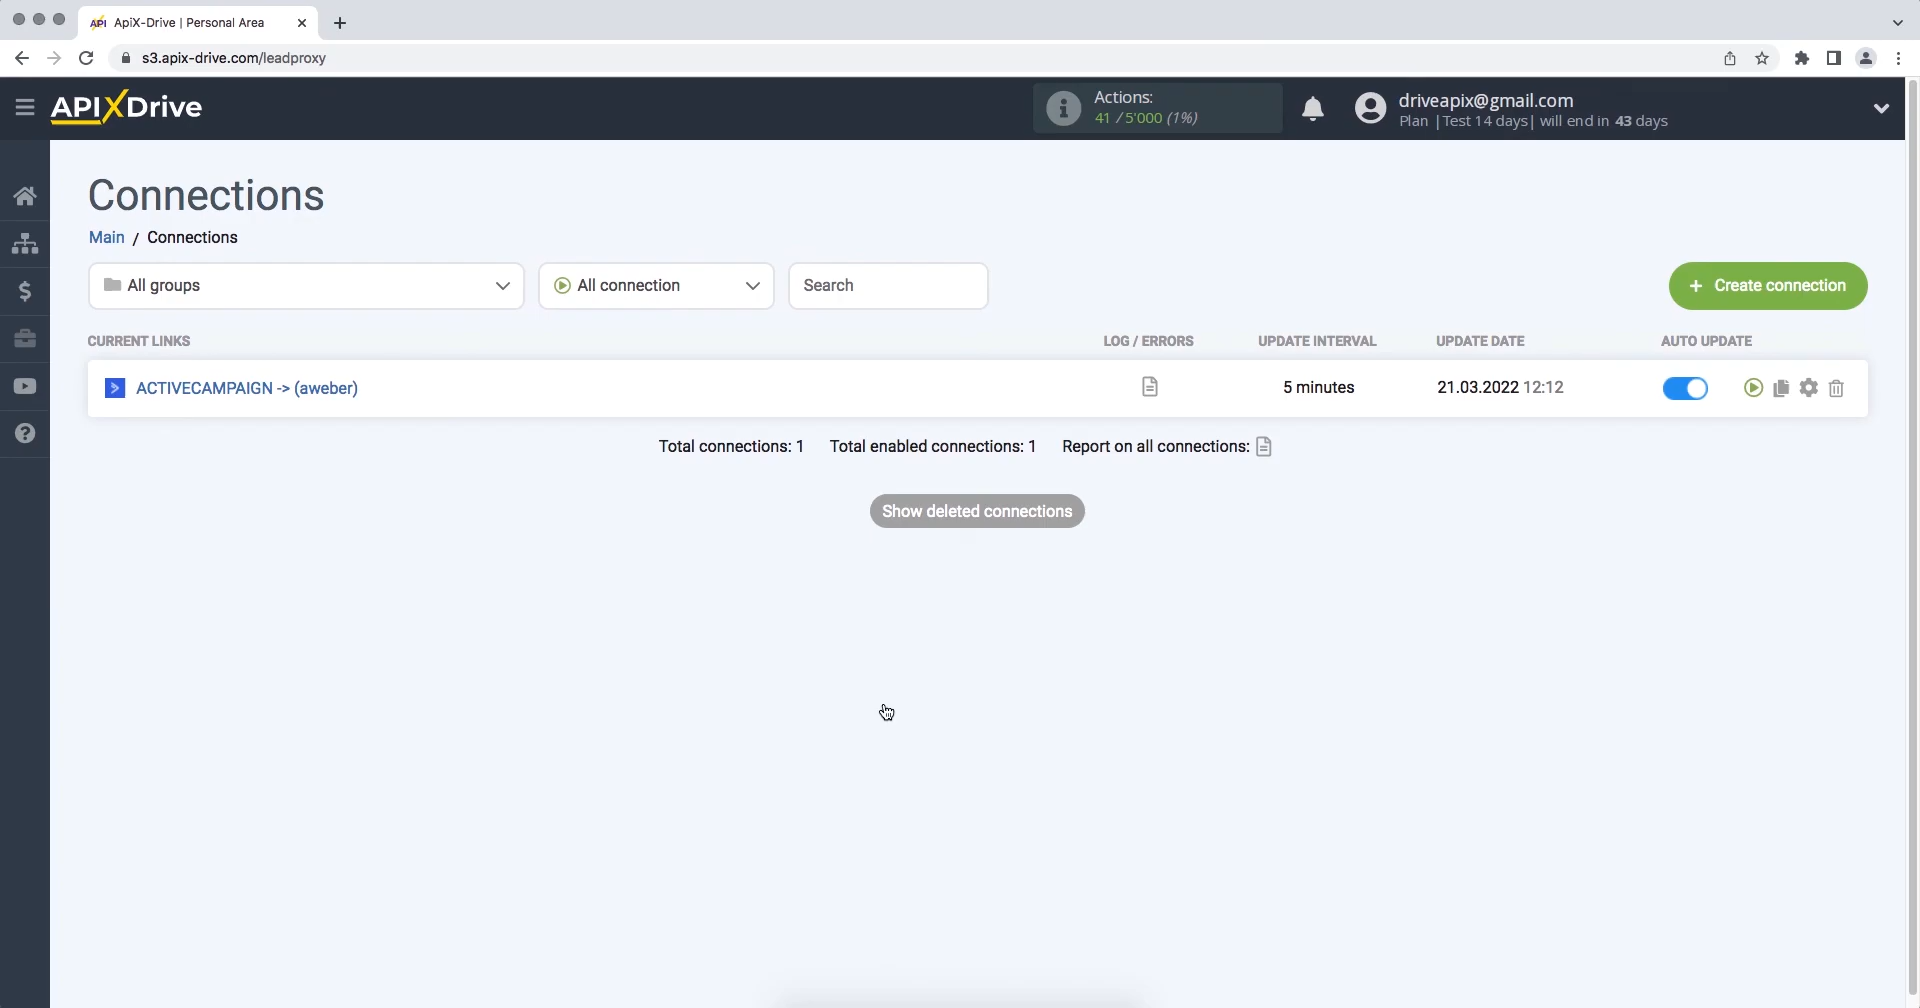 API ApiX-Drive | Personal Area
s3.apix-drive.com/leadproxy
APIXDrive
Actions:
41 / 5'000 (1%)
driveapix@gmail.com
Plan |Test 14 days| will end in 43 days
Connections
Main / Connections
All groups
All connection
Search
+ Create connection
CURRENT LINKS
LOG / ERRORS
UPDATE INTERVAL
UPDATE DATE
AUTO UPDATE
ACTIVECAMPAIGN -> (aweber)
5 minutes
21.03.2022 12:12
Total connections: 1
Total enabled connections: 1
Report on all connections:
Show deleted connections